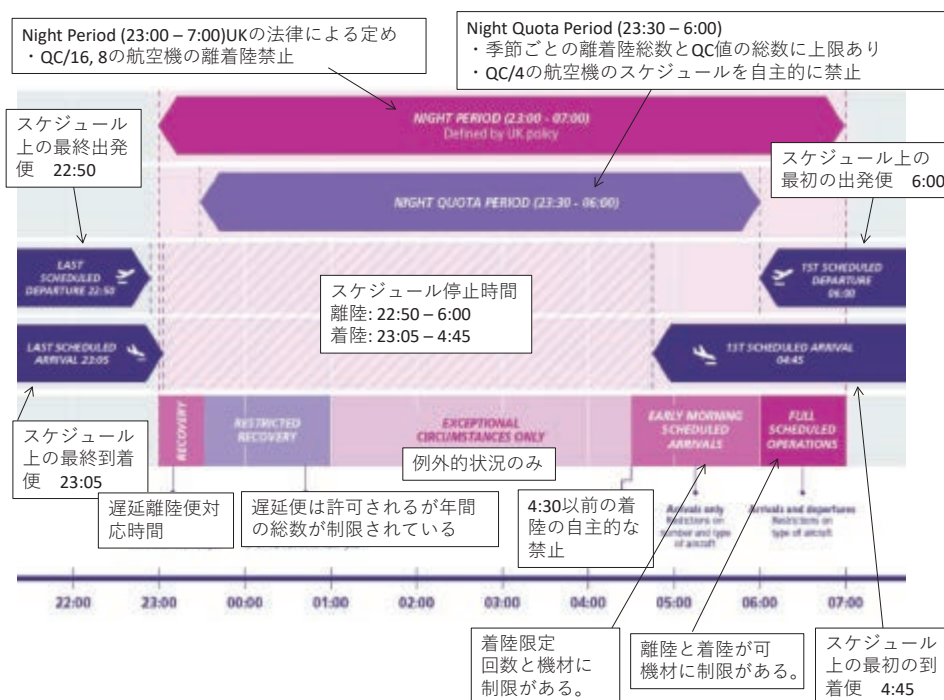 Night Period (23:00 – 7:00)UKの法律による定め
・QC/16, 8の航空機の離着陸禁止
Night Quota Period (23:30 – 6:00)
・季節ごとの離着陸総数とQC値の総数に上限あり
・QC/4の航空機のスケジュールを自主的に禁止
NIGHT PERIOD (23:00 - 07:00)
Defined by UK policy
スケジュール
上の最終出発
便 22:50
スケジュール上の
最初の出発便 6:00
NIGHT QUOTA PERIOD (23:30 - 06:00)
LAST
SCHEDULED
DEPARTURE 22:50
1ST SCHEDULED
DEPARTURE
06:00
スケジュール停止時間
離陸: 22:50 – 6:00
着陸: 23:05 – 4:45
LAST SCHEDULED
ARRIVAL 23:05
1ST SCHEDULED ARRIVAL
04:45
RECOVERY
RESTRICTED
RECOVERY
EXCEPTIONAL
CIRCUMSTANCES ONLY
EARLY MORNING
SCHEDULED
ARRIVALS
FULL
SCHEDULED
OPERATIONS
スケジュール
上の最終到着
便 23:05
例外的状況のみ
遅延離陸便対
応時間
遅延便は許可されるが年間
の総数が制限されている
4:30以前の着
陸の自主的な
禁止
Arrivals only
Restrictions on
number and type
of aircraft
Arrivals and departures
Restrictions on
type of aircraft
22:00 23:00 00:00 01:00 02:00 03:00 04:00 05:00 06:00 07:00
着陸限定
回数と機材に
制限がある。
離陸と着陸が可
機材に制限がある。
スケジュール
上の最初の到
着便 4:45